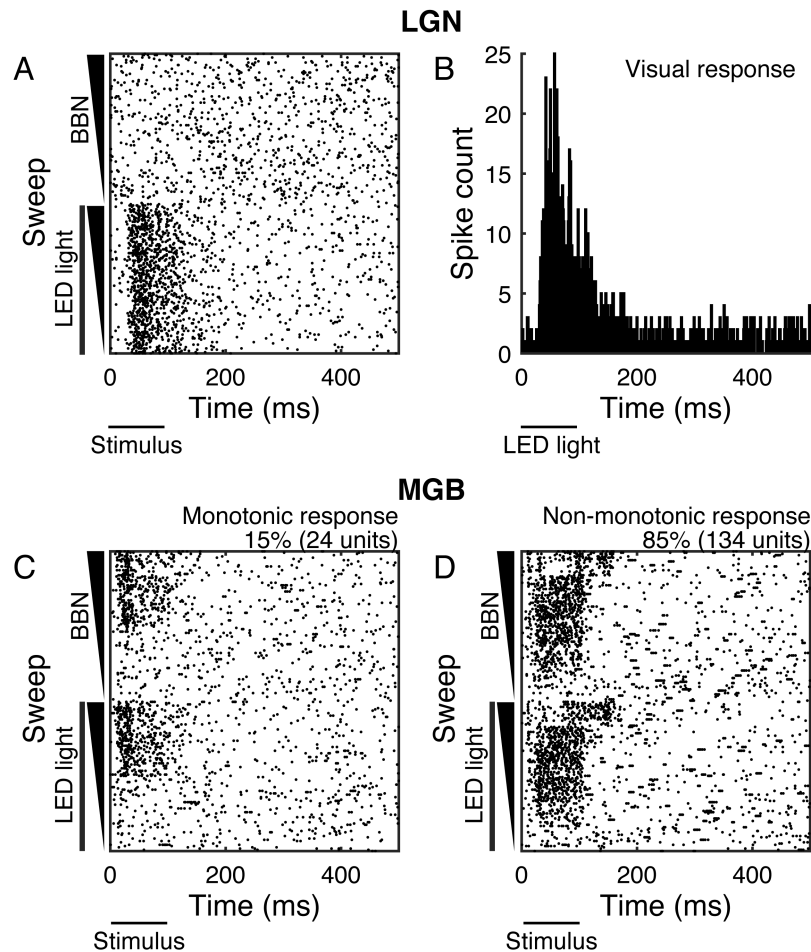 LGN
A
BBN
LED light
Sweep
0
200
400
Time (ms)
Stimulus
B
Visual response
25
20
15
10
5
0
Spike count
0
200
400
Time (ms)
LED light
MGB
Monotonic response
15% (24 units)
C
BBN
LED light
Sweep
0
200
400
Time (ms)
Stimulus
Non-monotonic response
85% (134 units)
D
BBN
LED light
Sweep
0
200
400
Time (ms)
Stimulus